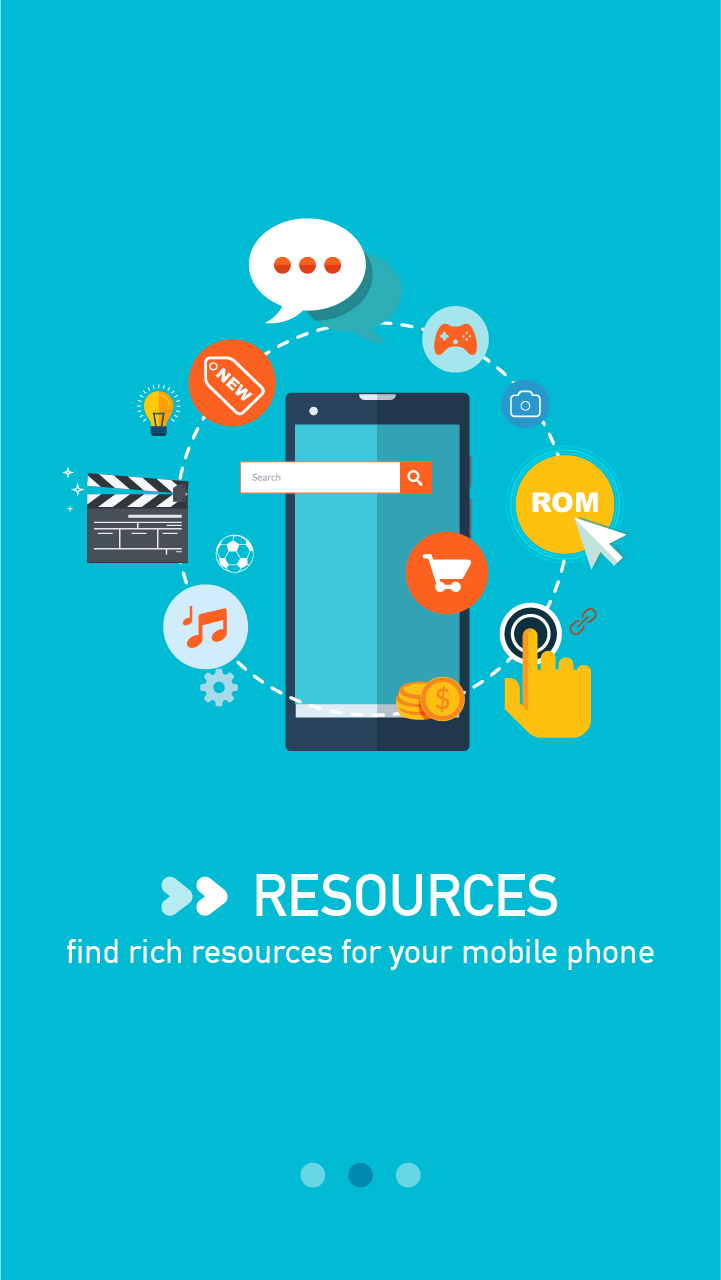 NEW
Search
ROM
$
RESOURCES
find rich resources for your mobile phone